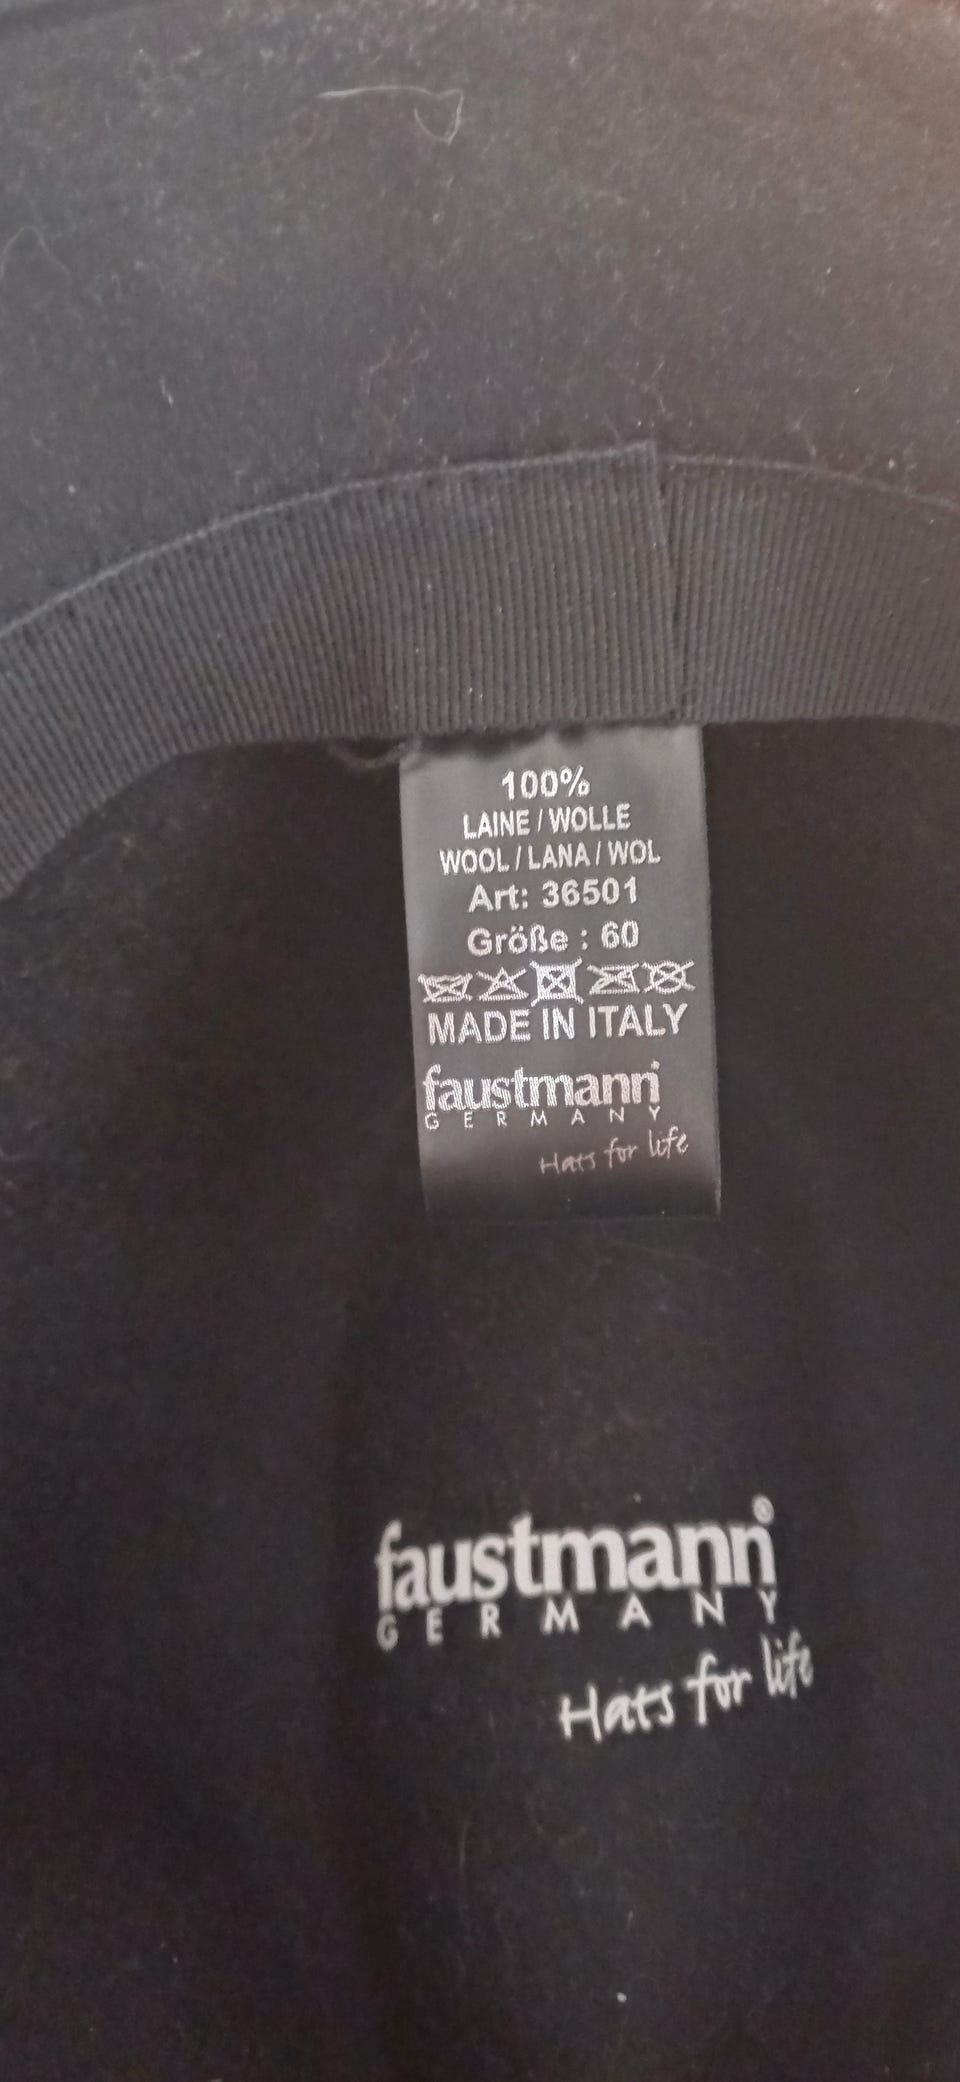 100%
LAINE / WOLLE
WOOL / LANA / WOL
Art: 36501
Größe : 60
MADE IN ITALY
faustmann
GERMANY
Hats for life
faustmann®
GERMANY
Hats for life